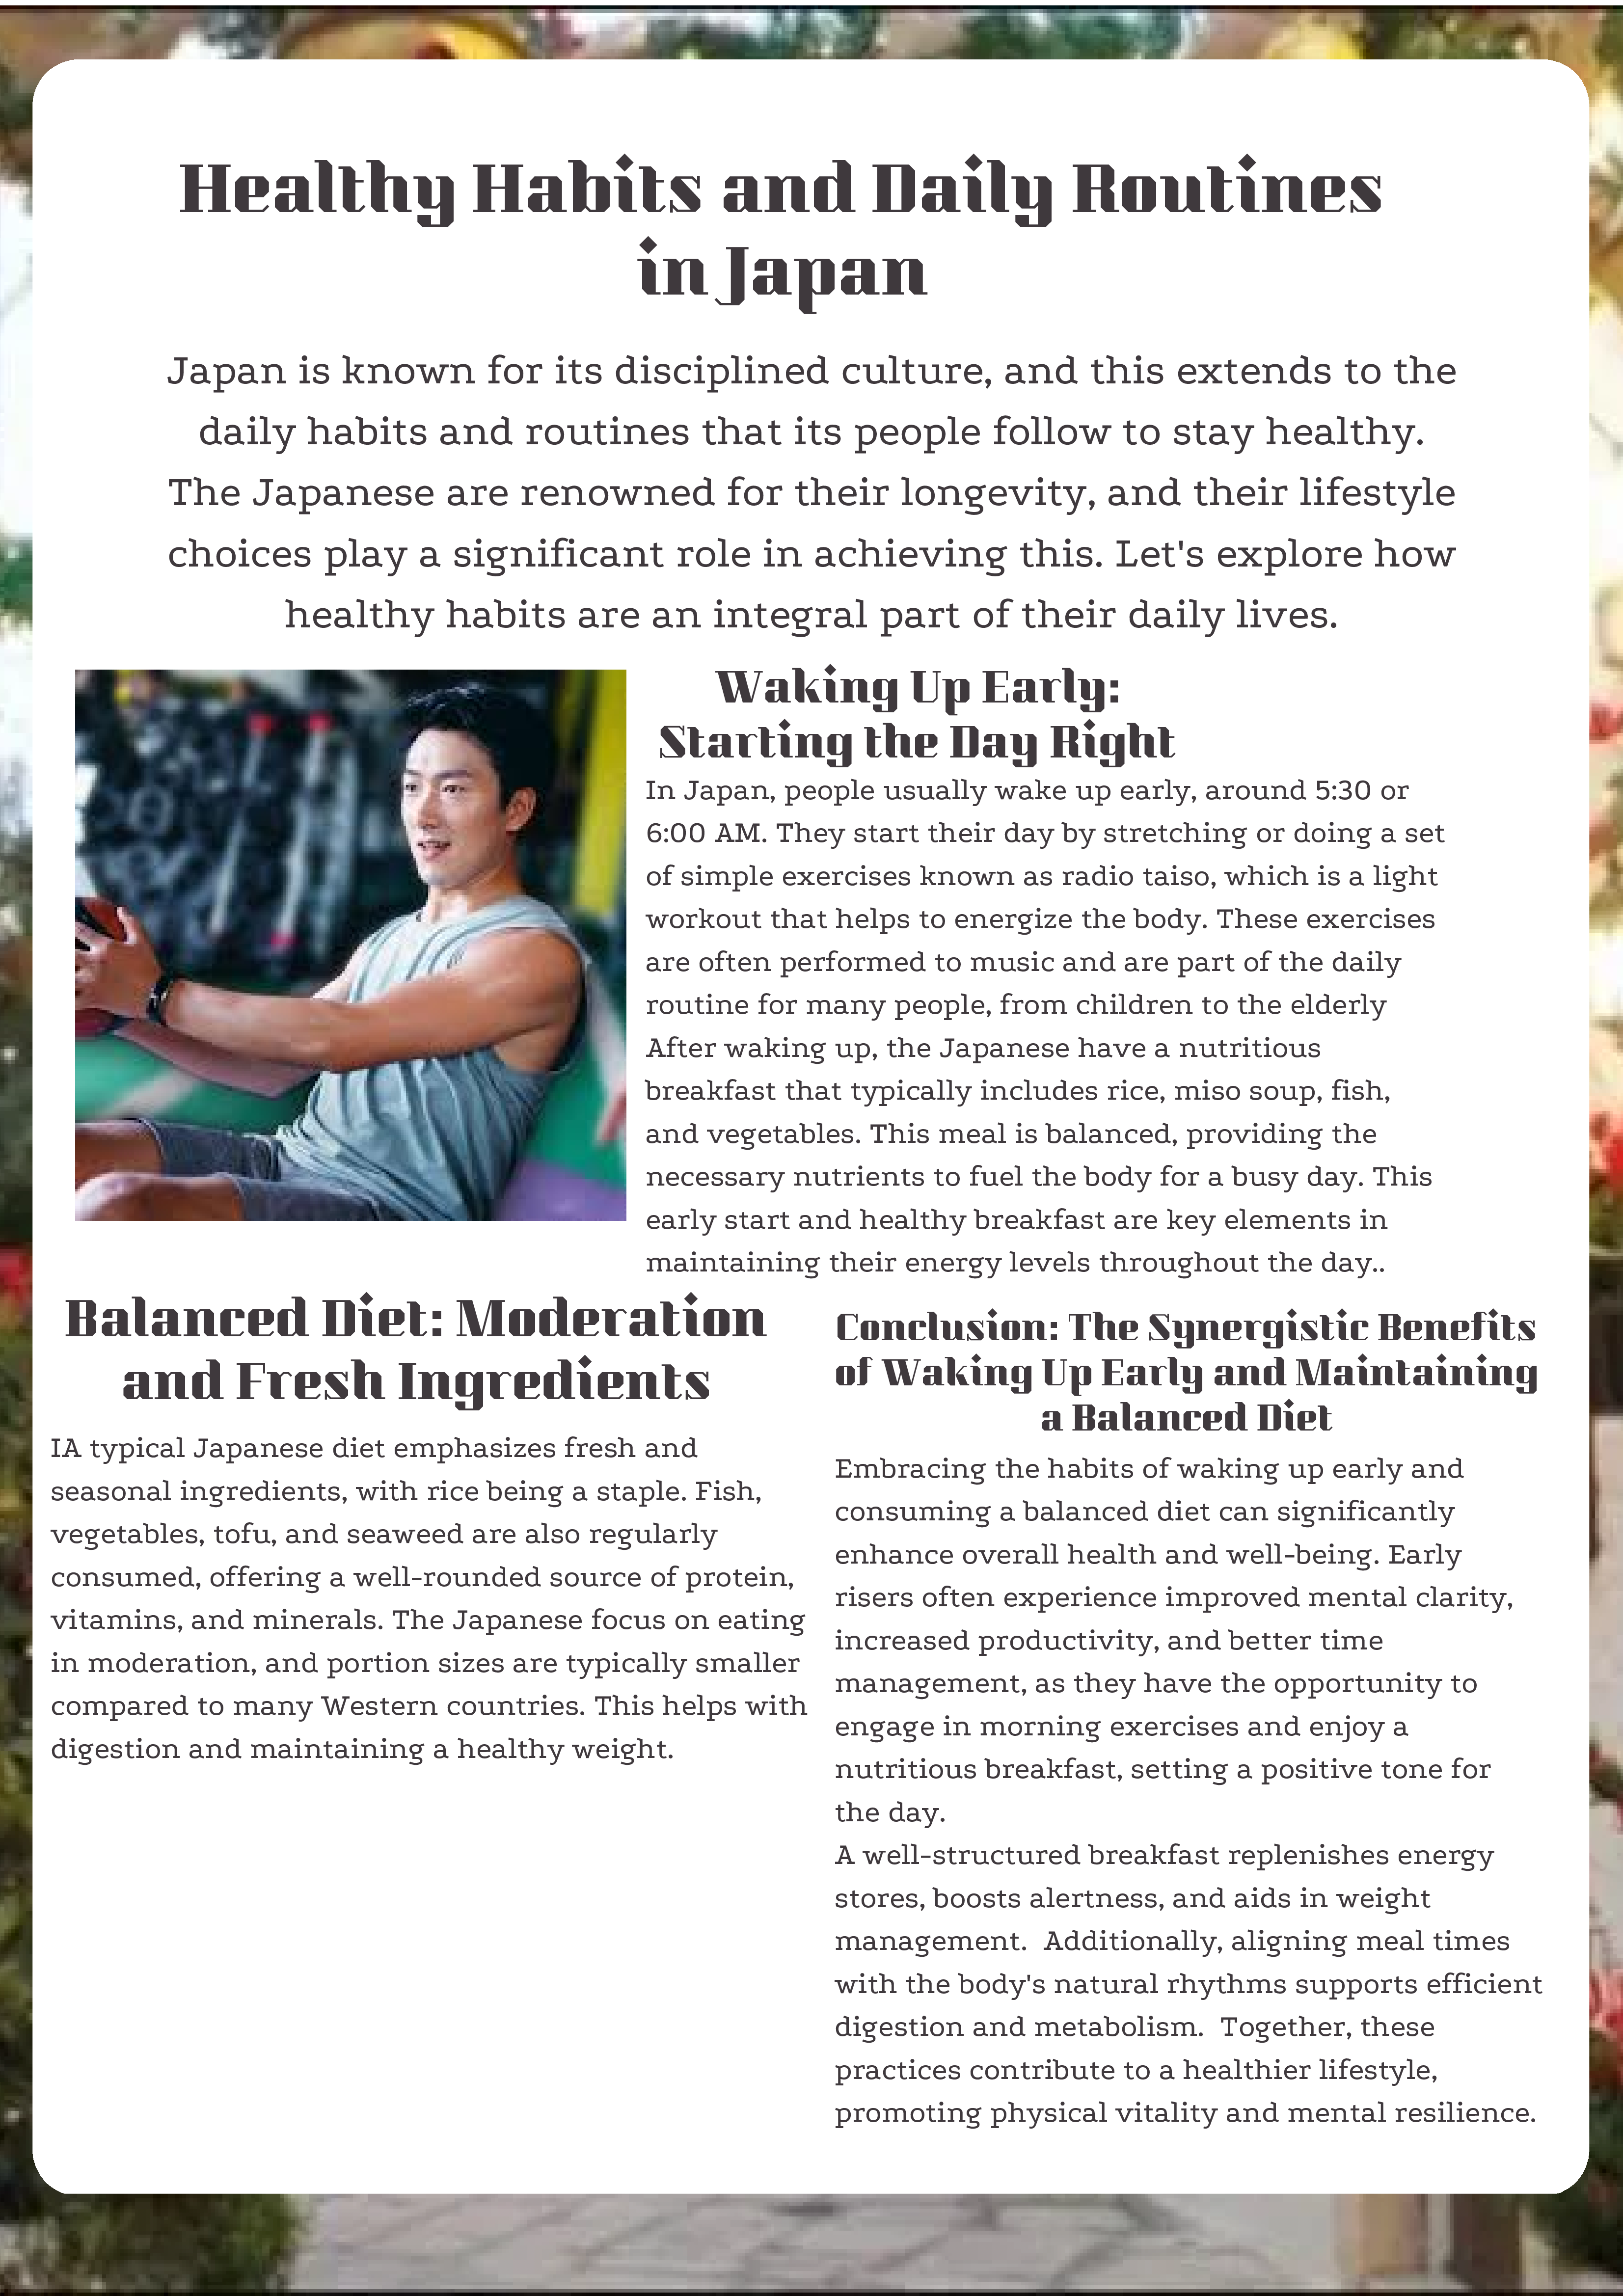 Healthy Habits and Daily Routines
in Japan
Japan is known for its disciplined culture, and this extends to the
daily habits and routines that its people follow to stay healthy.
The Japanese are renowned for their longevity, and their lifestyle
choices play a significant role in achieving this. Let's explore how
healthy habits are an integral part of their daily lives.
Waking Up Early:
Starting the Day Right
In Japan, people usually wake up early, around 5:30 or
6:00 AM. They start their day by stretching or doing a set
of simple exercises known as radio taiso, which is a light
workout that helps to energize the body. These exercises
are often performed to music and are part of the daily
routine for many people, from children to the elderly
After waking up, the Japanese have a nutritious
breakfast that typically includes rice, miso soup, fish,
and vegetables. This meal is balanced, providing the
necessary nutrients to fuel the body for a busy day. This
early start and healthy breakfast are key elements in
maintaining their energy levels throughout the day..
Balanced Diet: Moderation
and Fresh Ingredients
IA typical Japanese diet emphasizes fresh and
seasonal ingredients, with rice being a staple. Fish,
vegetables, tofu, and seaweed are also regularly
consumed, offering a well-rounded source of protein,
vitamins, and minerals. The Japanese focus on eating
in moderation, and portion sizes are typically smaller
compared to many Western countries. This helps with
digestion and maintaining a healthy weight.
Conclusion: The Synergistic Benefits
of Waking Up Early and Maintaining
a Balanced Diet
Embracing the habits of waking up early and
consuming a balanced diet can significantly
enhance overall health and well-being. Early
risers often experience improved mental clarity,
increased productivity, and better time
management, as they have the opportunity to
engage in morning exercises and enjoy a
nutritious breakfast, setting a positive tone for
the day.
A well-structured breakfast replenishes energy
stores, boosts alertness, and aids in weight
management.  Additionally, aligning meal times
with the body's natural rhythms supports efficient
digestion and metabolism.  Together, these
practices contribute to a healthier lifestyle,
promoting physical vitality and mental resilience.